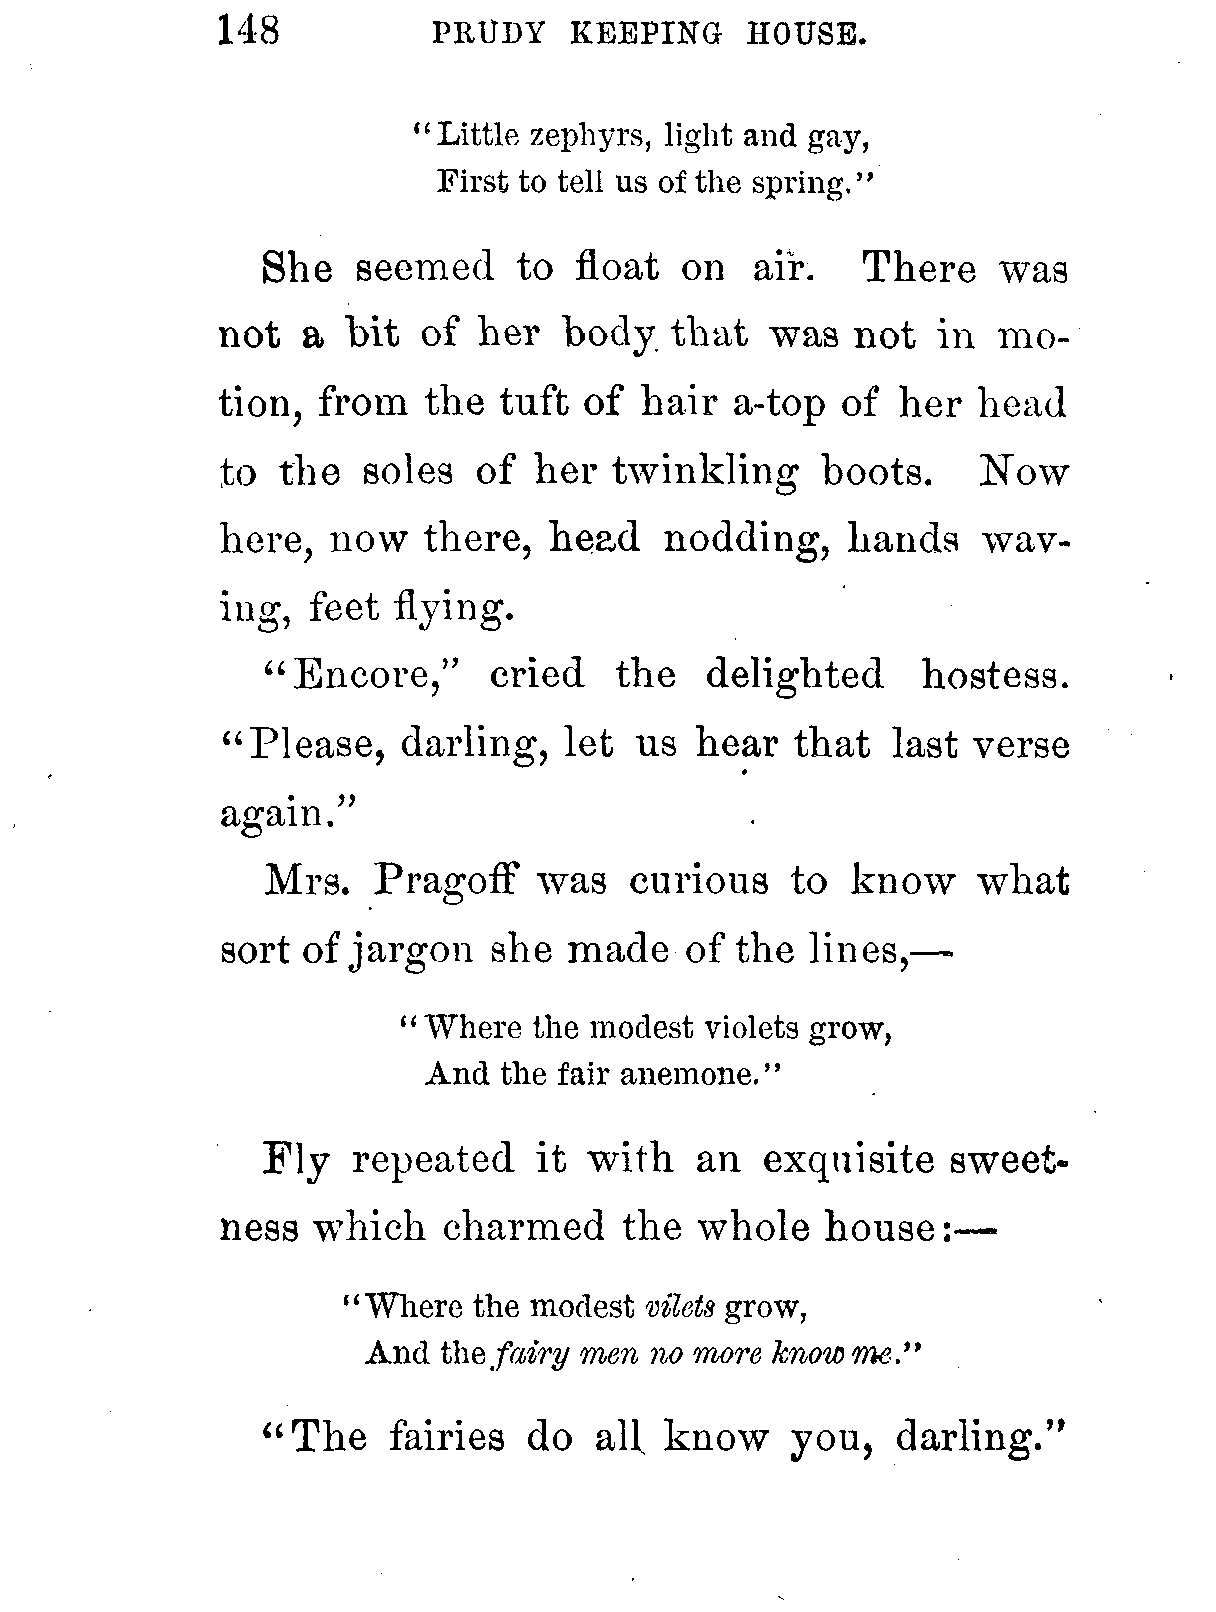 148 PRUDY KEEPING HOUSE.
“Little zephyrs, light and gay,
First to tell us of the spring.”
She seemed to float on air. There was
not a bit of her body that was not in mo-
tion, from the tuft of hair a-top of her head
to the soles of her twinkling boots. Now
here, now there, head nodding, hands wav-
ing, feet flying.
“Encore,” cried the delighted hostess.
“Please, darling, let us hear that last verse
again.”
Mrs. Pragoff was curious to know what
sort of jargon she made of the lines,—
“Where the modest violets grow,
And the fair anemone.”
Fly repeated it with an exquisite sweet-
ness which charmed the whole house:—
“Where the modest vilets grow,
And the fairy men no more know me.”
“The fairies do all know you, darling.”